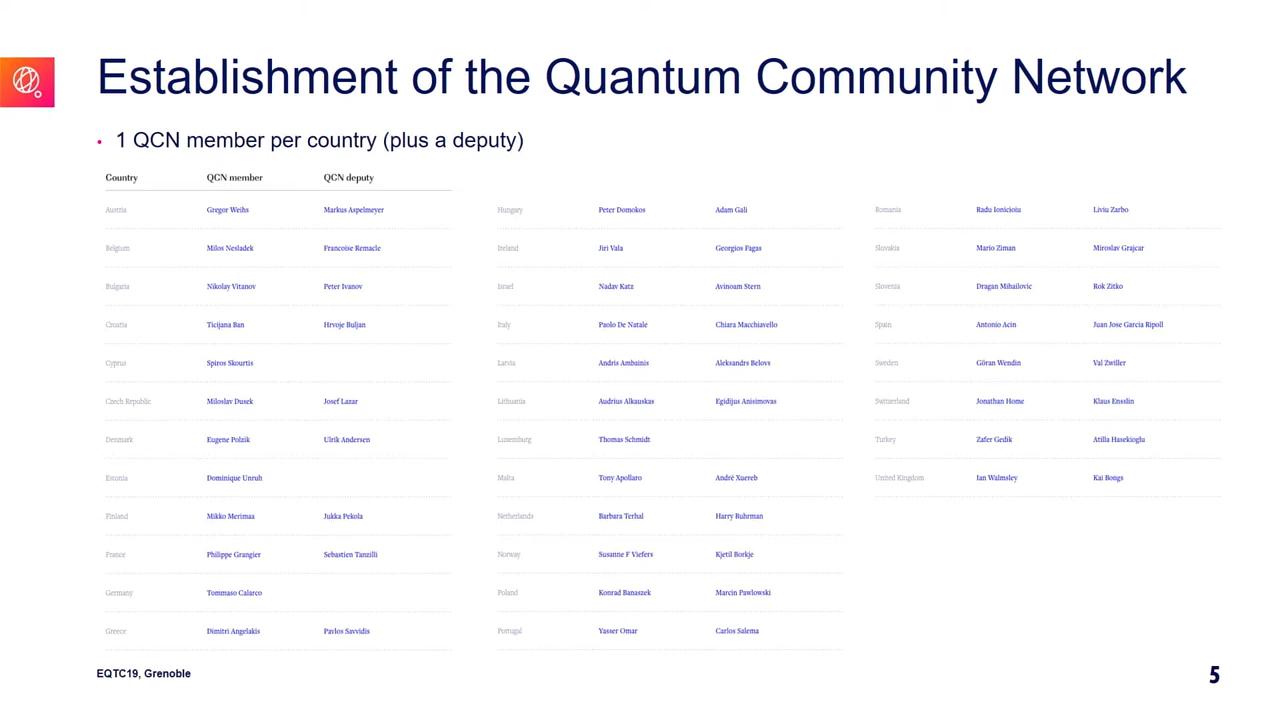 Establishment of the Quantum Community Network
• 1 QCN member per country (plus a deputy)
Country QCN member QCN deputy
Austria Gregor Weihs Markus Aspelmeyer
Belgium Milos Nesladek Francoise Remacle
Bulgaria Nikolay Vitanov Peter Ivanov
Croatia Ticijana Ban Hrvoje Buljan
Cyprus Spiros Skourtis
Czech Republic Miloslav Dusek Josef Lazar
Denmark Eugene Polzik Ulrik Andersen
Estonia Dominique Unruh
Finland Mikko Merimaa Jukka Pekola
France Philippe Grangier Sebastien Tanzilli
Germany Tommaso Calarco
Greece Dimitri Angelakis Pavlos Savvidis
Hungary Peter Domokos Adam Gali
Ireland Jiri Vala Georgios Fagas
Israel Nadav Katz Avinoam Stern
Italy Paolo De Natale Chiara Macchiavello
Latvia Andris Ambainis Aleksandrs Belovs
Lithuania Audrius Alkauskas Egidijus Anisimovas
Luxemburg Thomas Schmidt
Malta Tony Apollaro André Xuereb
Netherlands Barbara Terhal Harry Buhrman
Norway Susanne F Viefers Kjetil Borkje
Poland Konrad Banaszek Marcin Pawlowski
Portugal Yasser Omar Carlos Salema
Romania Radu Ionicioiu Liviu Zarbo
Slovakia Mario Ziman Miroslav Grajcar
Slovenia Dragan Mihailovic Rok Zitko
Spain Antonio Acin Juan Jose Garcia Ripoll
Sweden Göran Wendin Val Zwiller
Switzerland Jonathan Home Klaus Ensslin
Turkey Zafer Gedik Atilla Hasekioglu
United Kingdom Ian Walmsley Kai Bongs
EQTC19, Grenoble
5